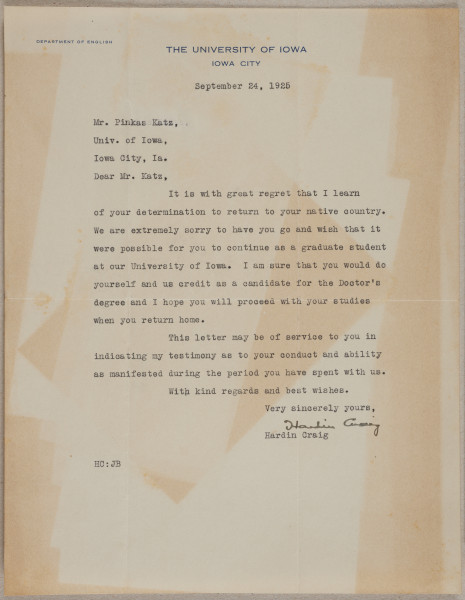 DEPARTMENT OF ENGLISH
THE UNIVERSITY OF IOWA
IOWA CITY
September 24, 1925
Mr. Pinkas Katz,
Univ. of Iowa,
Iowa City, Ia.
Dear Mr. Katz,
It is with great regret that I learn
of your determination to return to your native country.
We are extremely sorry to have you go and wish that it
were possible for you to continue as a graduate student
at our University of Iowa. I am sure that you would do
yourself and us credit as a candidate for the Doctor's
degree and I hope you will proceed with your studies
when you return home.
This letter may be of service to you in
indicating my testimony as to your conduct and ability
as manifested during the period you have spent with us.
With kind regards and best wishes.
Very sincerely yours,
Hardin Craig
Hardin Craig
HC:JB